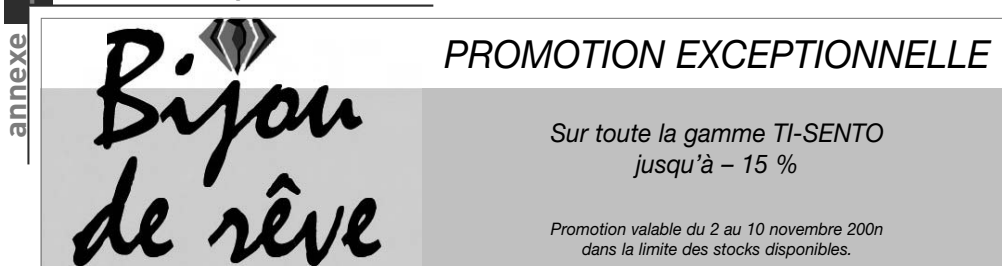 annexe
Bijou
de rêve
PROMOTION EXCEPTIONNELLE
Sur toute la gamme TI-SENTO
jusqu'à – 15 %
Promotion valable du 2 au 10 novembre 200n
dans la limite des stocks disponibles.